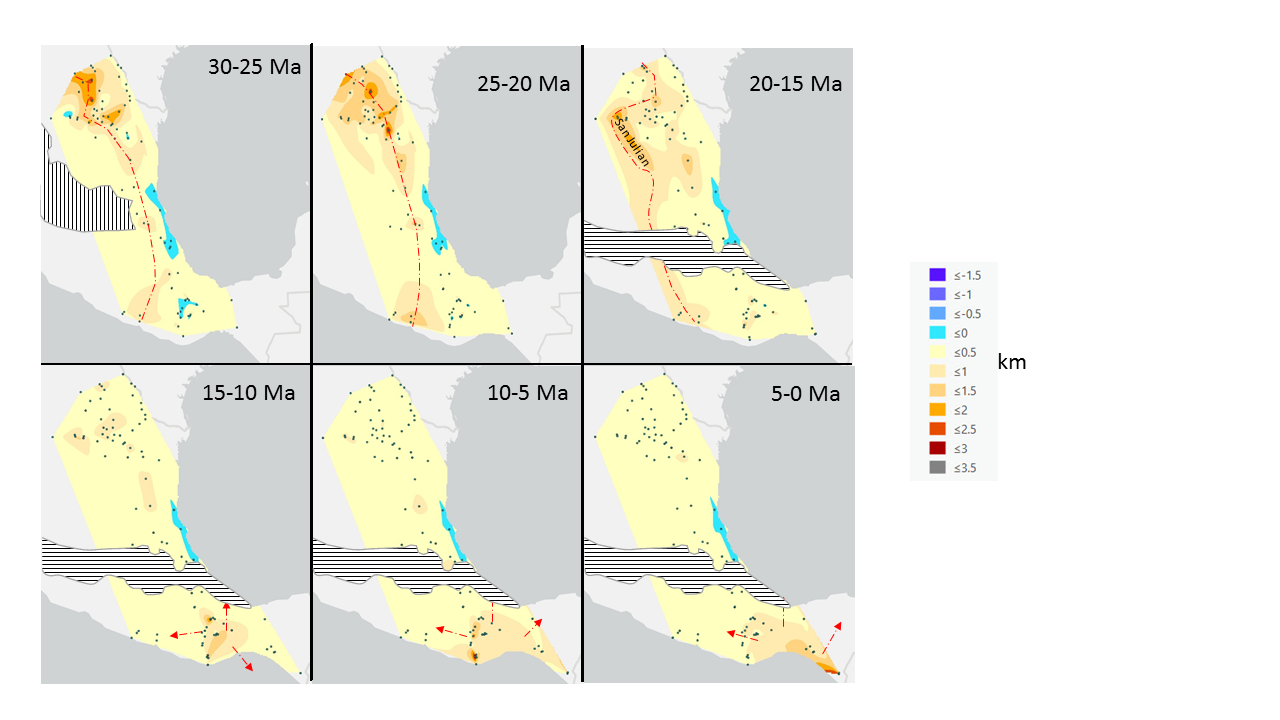 30-25 Ma
25-20 Ma
20-15 Ma
San Julian
15-10 Ma
10-5 Ma
5-0 Ma
≤-1.5
≤-1
≤-0.5
≤0
≤0.5
≤1
≤1.5
≤2
≤2.5
≤3
≤3.5
km